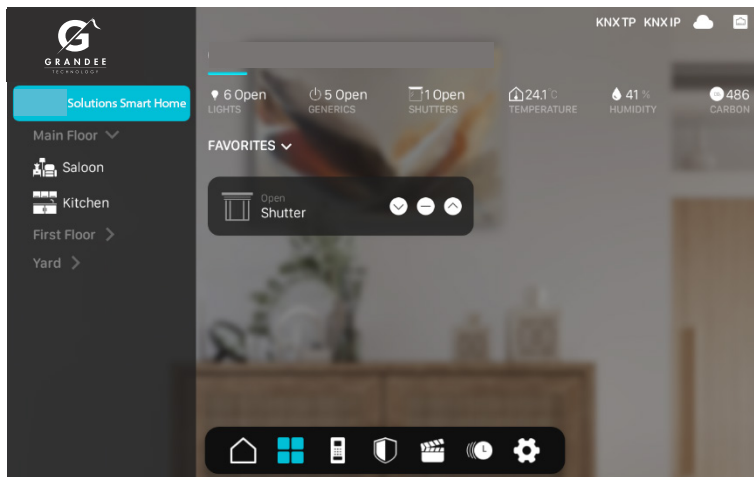 KNX TP KNX IP
GRANDEE
TECHNOLOGY
Solutions Smart Home
Main Floor
Saloon
Kitchen
First Floor
Yard
6 Open
LIGHTS
5 Open
GENERICS
1 Open
SHUTTERS
24.1°C
TEMPERATURE
41 %
HUMIDITY
486
CARBON
FAVORITES
Open
Shutter